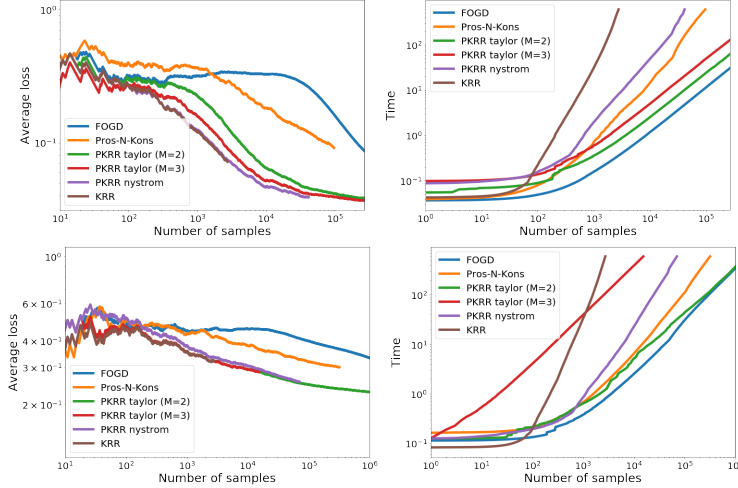 10⁰
10⁻¹
Average loss
FOGD
Pros-N-Kons
PKRR taylor (M=2)
PKRR taylor (M=3)
PKRR nystrom
KRR
10¹ 10² 10³ 10⁴ 10⁵
Number of samples
10²
10¹
10⁰
10⁻¹
Time
FOGD
Pros-N-Kons
PKRR taylor (M=2)
PKRR taylor (M=3)
PKRR nystrom
KRR
10⁰ 10¹ 10² 10³ 10⁴ 10⁵
Number of samples
10⁰
6 × 10⁻¹
4 × 10⁻¹
3 × 10⁻¹
2 × 10⁻¹
Average loss
FOGD
Pros-N-Kons
PKRR taylor (M=2)
PKRR taylor (M=3)
PKRR nystrom
KRR
10¹ 10² 10³ 10⁴ 10⁵ 10⁶
Number of samples
10²
10¹
10⁰
10⁻¹
Time
FOGD
Pros-N-Kons
PKRR taylor (M=2)
PKRR taylor (M=3)
PKRR nystrom
KRR
10⁰ 10¹ 10² 10³ 10⁴ 10⁵ 10⁶
Number of samples